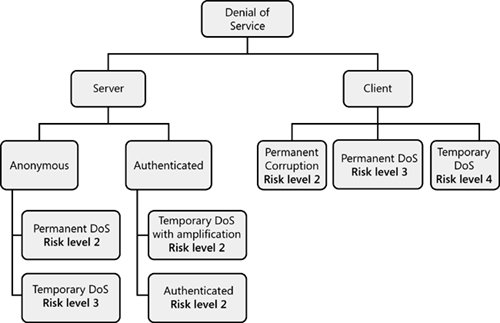 Denial of
Service
Server
Client
Anonymous
Authenticated
Permanent
Corruption
Risk level 2
Permanent DoS
Risk level 3
Temporary
DoS
Risk level 4
Permanent DoS
Risk level 2
Temporary DoS
with amplification
Risk level 2
Temporary DoS
Risk level 3
Authenticated
Risk level 2